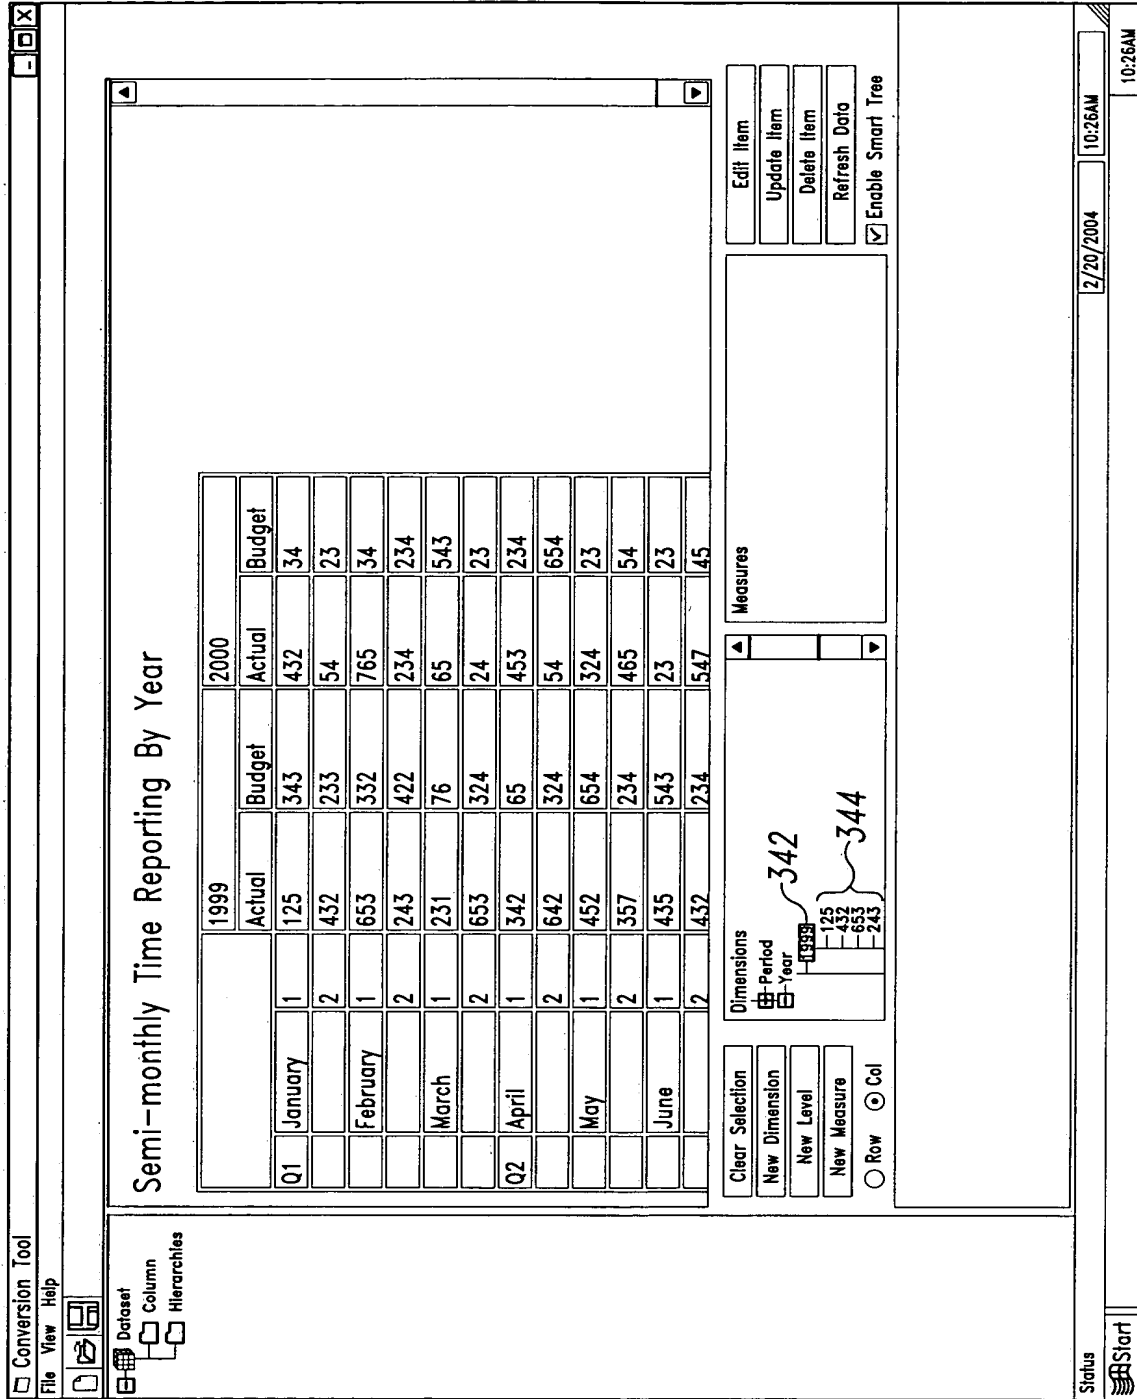 Conversion Tool
File View Help
Dataset
Column
Hierarchies
Semi-monthly Time Reporting By Year
1999 2000
Actual Budget Actual Budget
Q1 January 1 125 343 432 34
2 432 233 54 23
February 1 653 332 765 34
2 243 422 234 234
March 1 231 76 65 543
2 653 324 24 23
Q2 April 1 342 65 453 234
2 642 324 54 654
May 1 452 654 324 23
2 357 234 465 54
June 1 435 543 23 23
2 432 234 547 45
Clear Selection
New Dimension
New Level
New Measure
Row Col
Dimensions
Period
Year
1999
125
432
653
243
342
344
Measures
Edit Item
Update Item
Delete Item
Refresh Data
Enable Smart Tree
Status 2/20/2004 10:26AM
Start 10:26AM